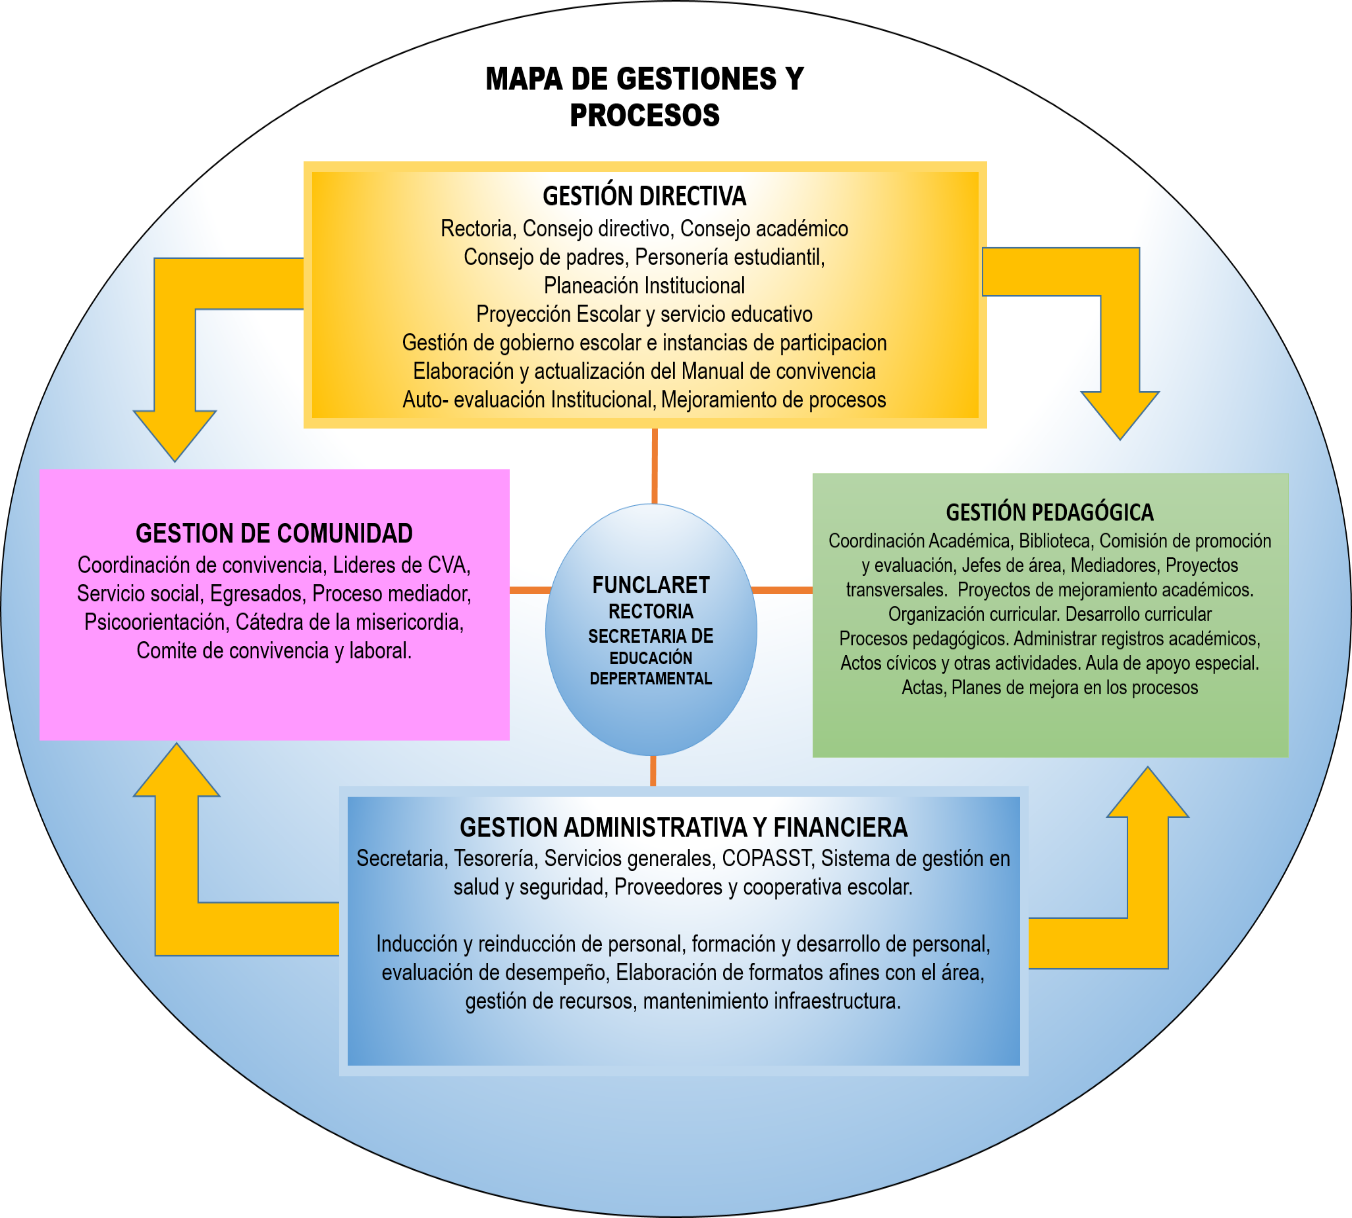 MAPA DE GESTIONES Y
PROCESOS
GESTIÓN DIRECTIVA
Rectoria, Consejo directivo, Consejo académico
Consejo de padres, Personería estudiantil,
Planeación Institucional
Proyección Escolar y servicio educativo
Gestión de gobierno escolar e instancias de participacion
Elaboración y actualización del Manual de convivencia
Auto- evaluación Institucional, Mejoramiento de procesos
GESTION DE COMUNIDAD
Coordinación de convivencia, Lideres de CVA,
Servicio social, Egresados, Proceso mediador,
Psicoorientación, Cátedra de la misericordia,
Comite de convivencia y laboral.
FUNCLARET
RECTORIA
SECRETARIA DE
EDUCACIÓN
DEPERTAMENTAL
GESTIÓN PEDAGÓGICA
Coordinación Académica, Biblioteca, Comisión de promoción
y evaluación, Jefes de área, Mediadores, Proyectos
transversales. Proyectos de mejoramiento académicos.
Organización curricular. Desarrollo curricular
Procesos pedagógicos. Administrar registros académicos,
Actos cívicos y otras actividades. Aula de apoyo especial.
Actas, Planes de mejora en los procesos
GESTION ADMINISTRATIVA Y FINANCIERA
Secretaria, Tesorería, Servicios generales, COPASST, Sistema de gestión en
salud y seguridad, Proveedores y cooperativa escolar.
Inducción y reinducción de personal, formación y desarrollo de personal,
evaluación de desempeño, Elaboración de formatos afines con el área,
gestión de recursos, mantenimiento infraestructura.